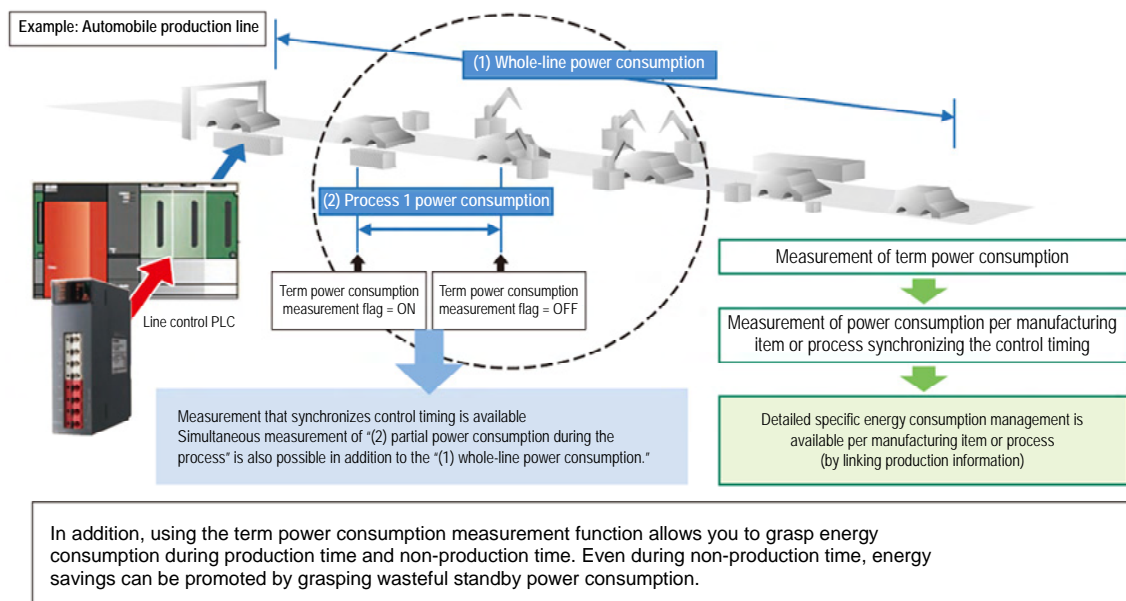 Example: Automobile production line
(1) Whole-line power consumption
(2) Process 1 power consumption
Term power consumption
measurement flag = ON
Term power consumption
measurement flag = OFF
Line control PLC
Measurement that synchronizes control timing is available
Simultaneous measurement of "(2) partial power consumption during the
process" is also possible in addition to the "(1) whole-line power consumption."
Measurement of term power consumption
Measurement of power consumption per manufacturing
item or process synchronizing the control timing
Detailed specific energy consumption management is
available per manufacturing item or process
(by linking production information)
In addition, using the term power consumption measurement function allows you to grasp energy
consumption during production time and non-production time. Even during non-production time, energy
savings can be promoted by grasping wasteful standby power consumption.